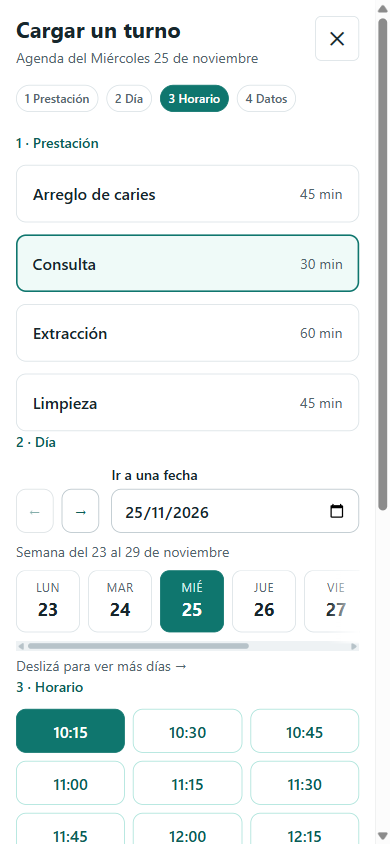 Cargar un turno
Agenda del Miércoles 25 de noviembre
1 Prestación 2 Día 3 Horario 4 Datos
1 · Prestación
Arreglo de caries 45 min
Consulta 30 min
Extracción 60 min
Limpieza 45 min
2 · Día
Ir a una fecha
← → 25/11/2026
Semana del 23 al 29 de noviembre
LUN MAR MIÉ JUE VIE
23 24 25 26 27
Deslizá para ver más días →
3 · Horario
10:15 10:30 10:45
11:00 11:15 11:30
11:45 12:00 12:15